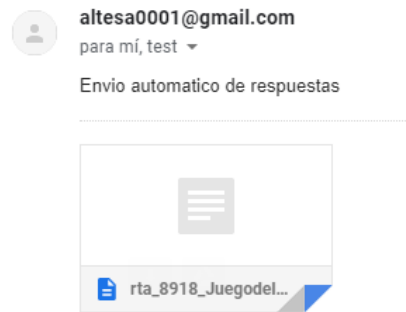 altesa0001@gmail.com
para mí, test
Envio automatico de respuestas
rta_8918_Juegodel...